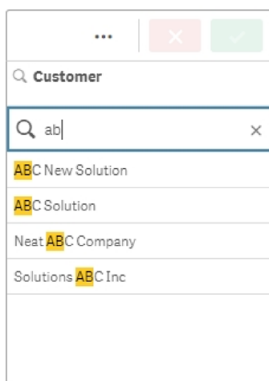 Customer
ab
ABC New Solution
ABC Solution
Neat ABC Company
Solutions ABC Inc